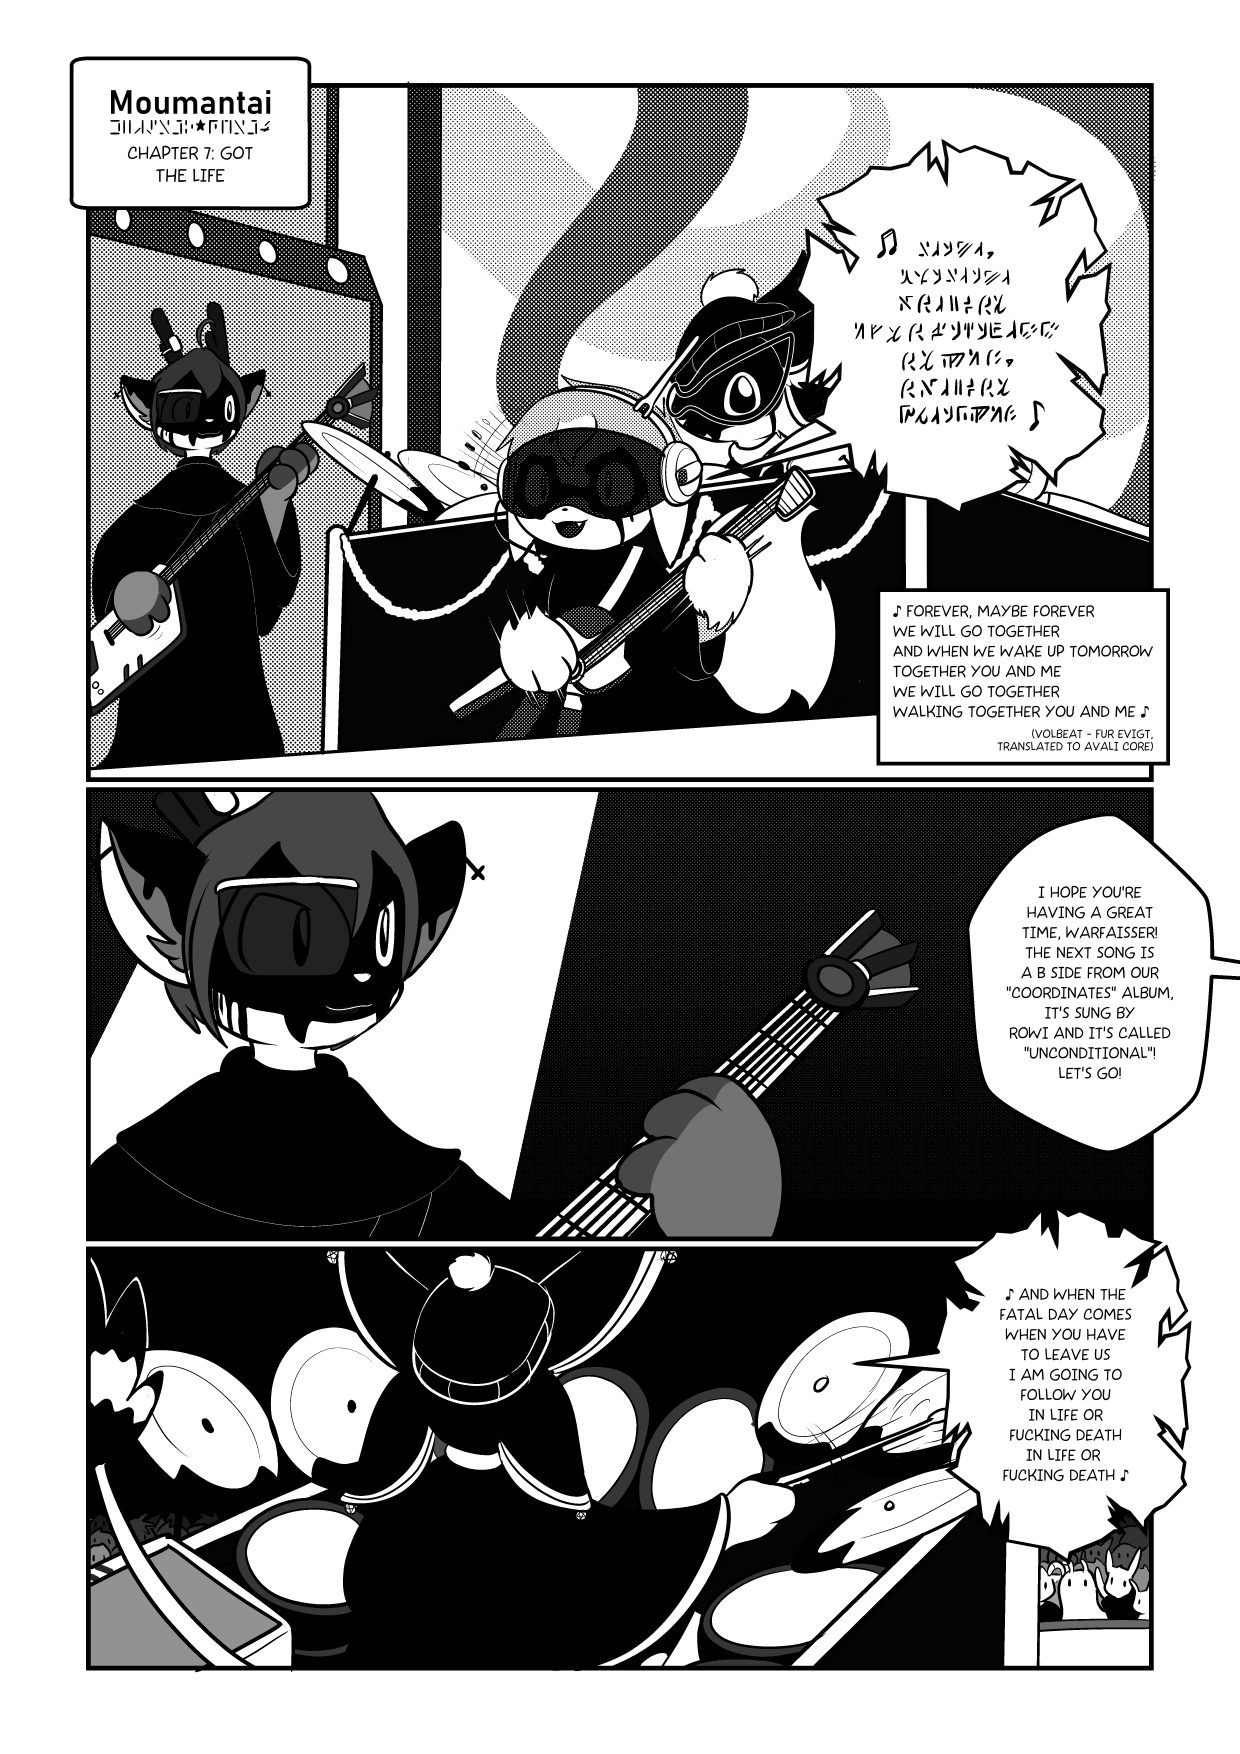 Moumantai
CHAPTER 7: GOT
THE LIFE
♪ FOREVER, MAYBE FOREVER
WE WILL GO TOGETHER
AND WHEN WE WAKE UP TOMORROW
TOGETHER YOU AND ME
WE WILL GO TOGETHER
WALKING TOGETHER YOU AND ME ♪
(VOLBEAT - FUR EVIGT,
TRANSLATED TO AVALI CORE)
I HOPE YOU'RE
HAVING A GREAT
TIME, WARFAISSER!
THE NEXT SONG IS
A B SIDE FROM OUR
"COORDINATES" ALBUM,
IT'S SUNG BY
ROWI AND IT'S CALLED
"UNCONDITIONAL"!
LET'S GO!
♪ AND WHEN THE
FATAL DAY COMES
WHEN YOU HAVE
TO LEAVE US
I AM GOING TO
FOLLOW YOU
IN LIFE OR
FUCKING DEATH
IN LIFE OR
FUCKING DEATH ♪